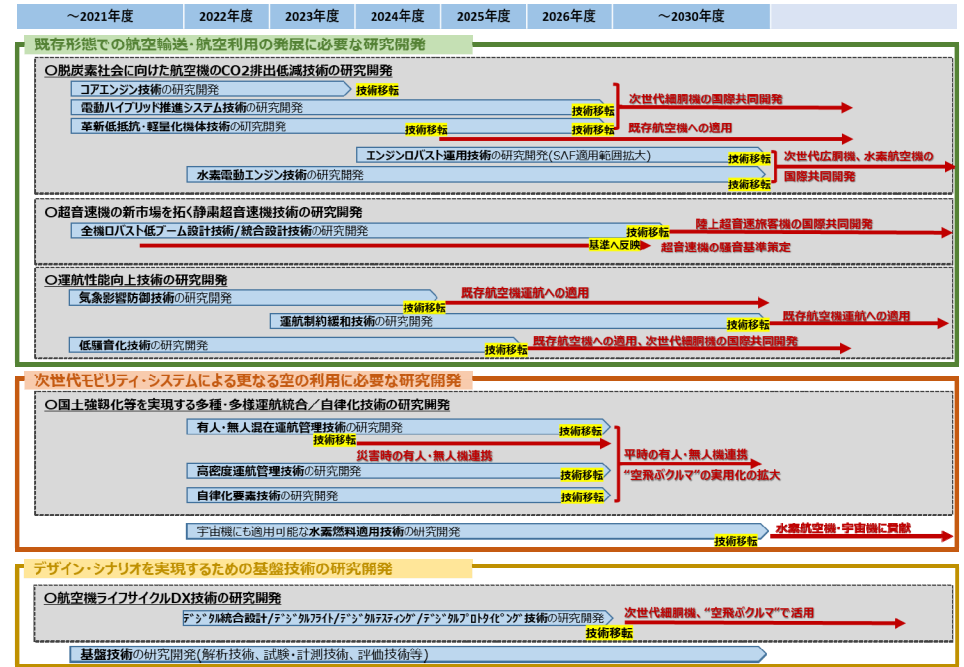 ～2021年度 2022年度 2023年度 2024年度 2025年度 2026年度 ～2030年度
既存形態での航空輸送・航空利用の発展に必要な研究開発
〇脱炭素社会に向けた航空機のCO2排出低減技術の研究開発
コアエンジン技術の研究開発 技術移転
電動ハイブリッド推進システム技術の研究開発 技術移転
次世代細胴機の国際共同開発
革新低抵抗・軽量化機体技術の研究開発 技術移転 技術移転
既存航空機への適用
エンジンロバスト運用技術の研究開発(SAF適用範囲拡大) 技術移転
水素電動エンジン技術の研究開発 技術移転
次世代広胴機、水素航空機の
国際共同開発
〇超音速機の新市場を拓く静粛超音速機技術の研究開発
全機ロバスト低ブーム設計技術/統合設計技術の研究開発 技術移転
陸上超音速旅客機の国際共同開発
基準へ反映 超音速機の騒音基準策定
〇運航性能向上技術の研究開発
気象影響防御技術の研究開発 技術移転
既存航空機運航への適用
運航制約緩和技術の研究開発 技術移転
既存航空機運航への適用
低騒音化技術の研究開発 技術移転
既存航空機への適用、次世代細胴機の国際共同開発
次世代モビリティ・システムによる更なる空の利用に必要な研究開発
〇国土強靱化等を実現する多種・多様運航統合／自律化技術の研究開発
有人・無人混在運航管理技術の研究開発 技術移転
技術移転
災害時の有人・無人機連携
高密度運航管理技術の研究開発 技術移転
自律化要素技術の研究開発 技術移転
平時の有人・無人機連携
“空飛ぶクルマ”の実用化の拡大
宇宙機にも適用可能な水素燃料適用技術の研究開発 技術移転
水素航空機・宇宙機に貢献
デザイン・シナリオを実現するための基盤技術の研究開発
〇航空機ライフサイクルDX技術の研究開発
ﾃﾞｼﾞﾀﾙ統合設計/ﾃﾞｼﾞﾀﾙﾌﾗｲﾄ/ﾃﾞｼﾞﾀﾙﾃｽﾃｨﾝｸﾞ/ﾃﾞｼﾞﾀﾙﾌﾟﾛﾄﾀｲﾋﾟﾝｸﾞ技術の研究開発
技術移転
次世代細胴機、“空飛ぶクルマ”で活用
基盤技術の研究開発(解析技術、試験・計測技術、評価技術等)